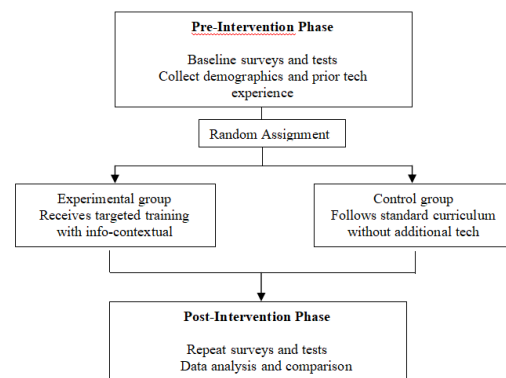 Pre-Intervention Phase
Baseline surveys and tests
Collect demographics and prior tech
experience
Random Assignment
Experimental group
Receives targeted training
with info-contextual
Control group
Follows standard curriculum
without additional tech
Post-Intervention Phase
Repeat surveys and tests
Data analysis and comparison